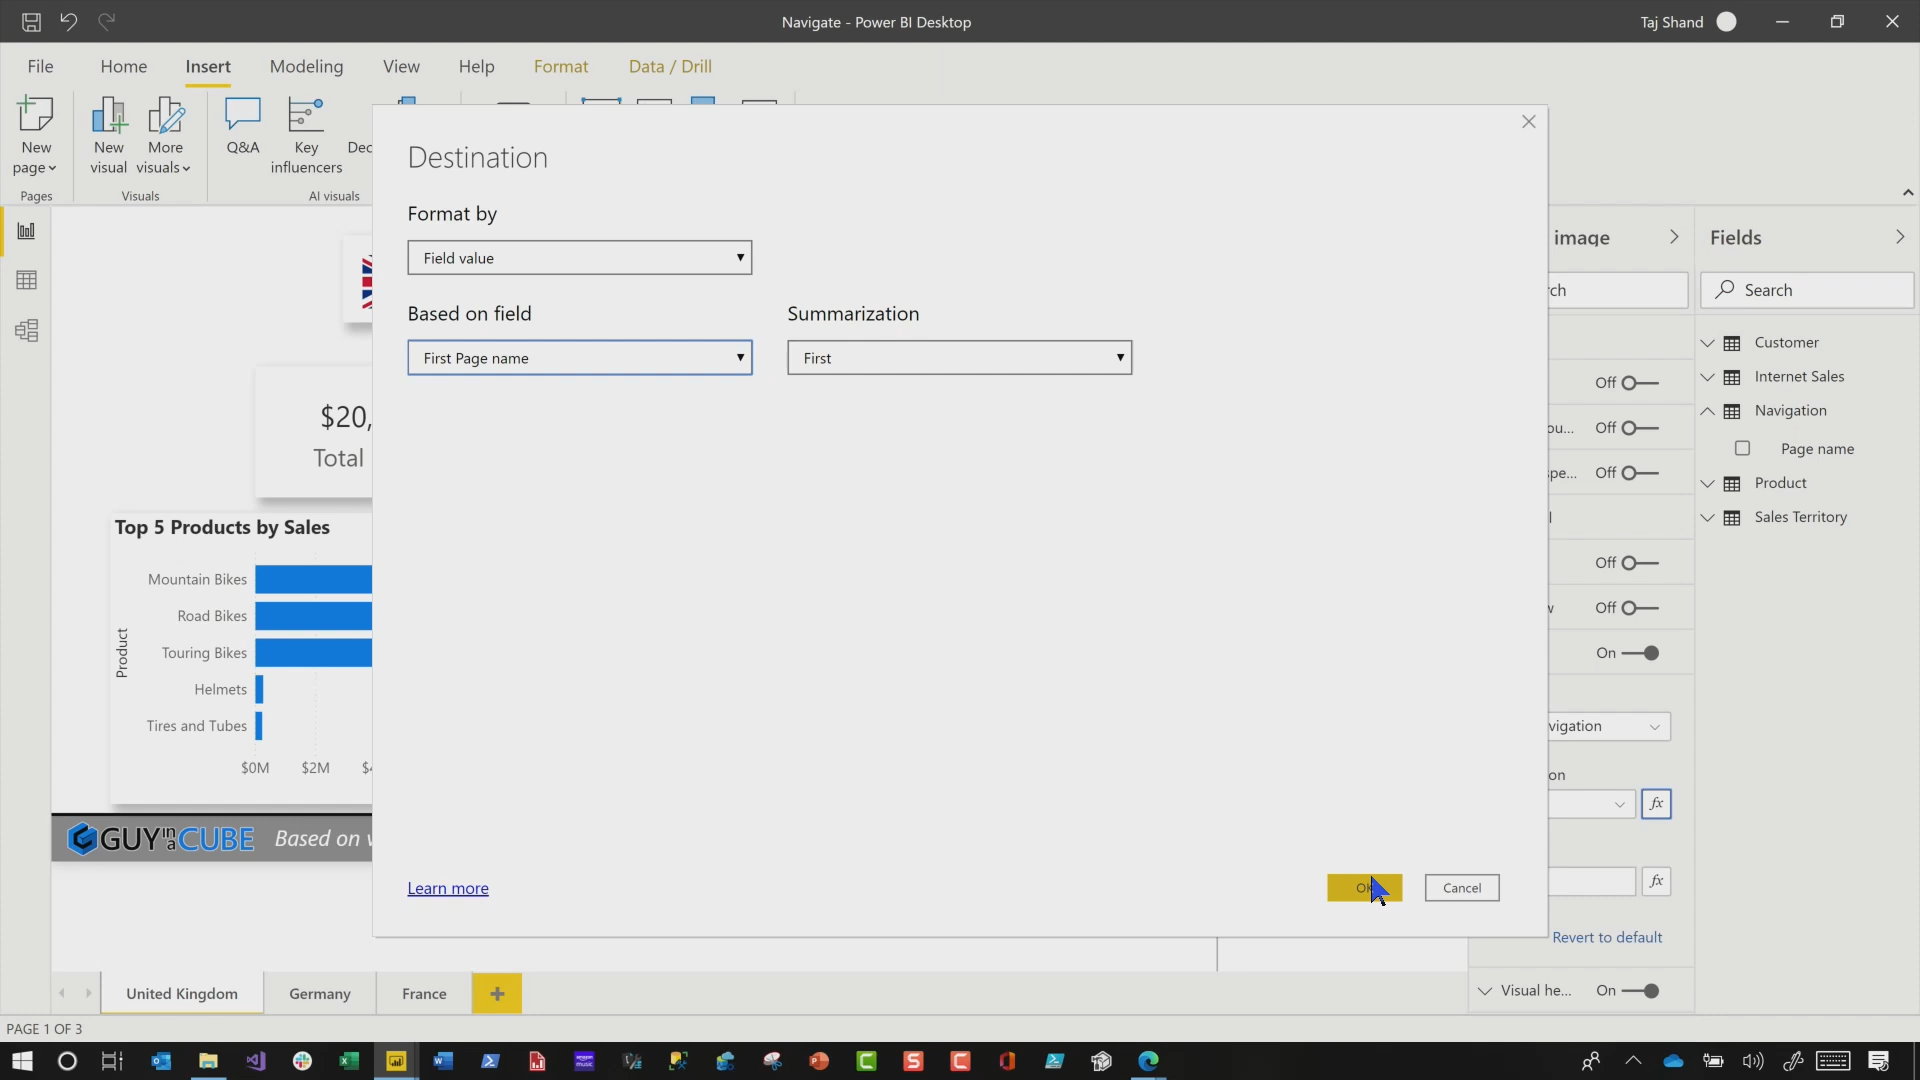 Navigate - Power BI Desktop
Taj Shand
File
Home
Insert
Modeling
View
Help
Format
Data / Drill
New
page
New
visual
More
visuals
Q&A
Key
influencers
Dec
Pages
Visuals
AI visuals
Destination
Format by
Field value
Based on field
First Page name
Summarization
First
Learn more
OK
Cancel
$20,
Total
Top 5 Products by Sales
Product
Mountain Bikes
Road Bikes
Touring Bikes
Helmets
Tires and Tubes
$0M
$2M
GUY in a CUBE
Based on
image
rch
Off
ou...
Off
spe...
Off
l
Off
w
Off
On
vigation
on
fx
fx
Revert to default
Visual he...
On
Fields
Search
Customer
Internet Sales
Navigation
Page name
Product
Sales Territory
United Kingdom
Germany
France
+
PAGE 1 OF 3